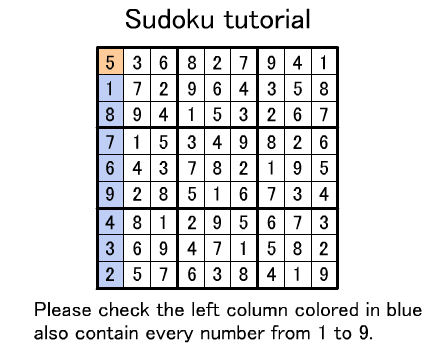 Sudoku tutorial
5 3 6 8 2 7 9 4 1
1 7 2 9 6 4 3 5 8
8 9 4 1 5 3 2 6 7
7 1 5 3 4 9 8 2 6
6 4 3 7 8 2 1 9 5
9 2 8 5 1 6 7 3 4
4 8 1 2 9 5 6 7 3
3 6 9 4 7 1 5 8 2
2 5 7 6 3 8 4 1 9
Please check the left column colored in blue
also contain every number from 1 to 9.